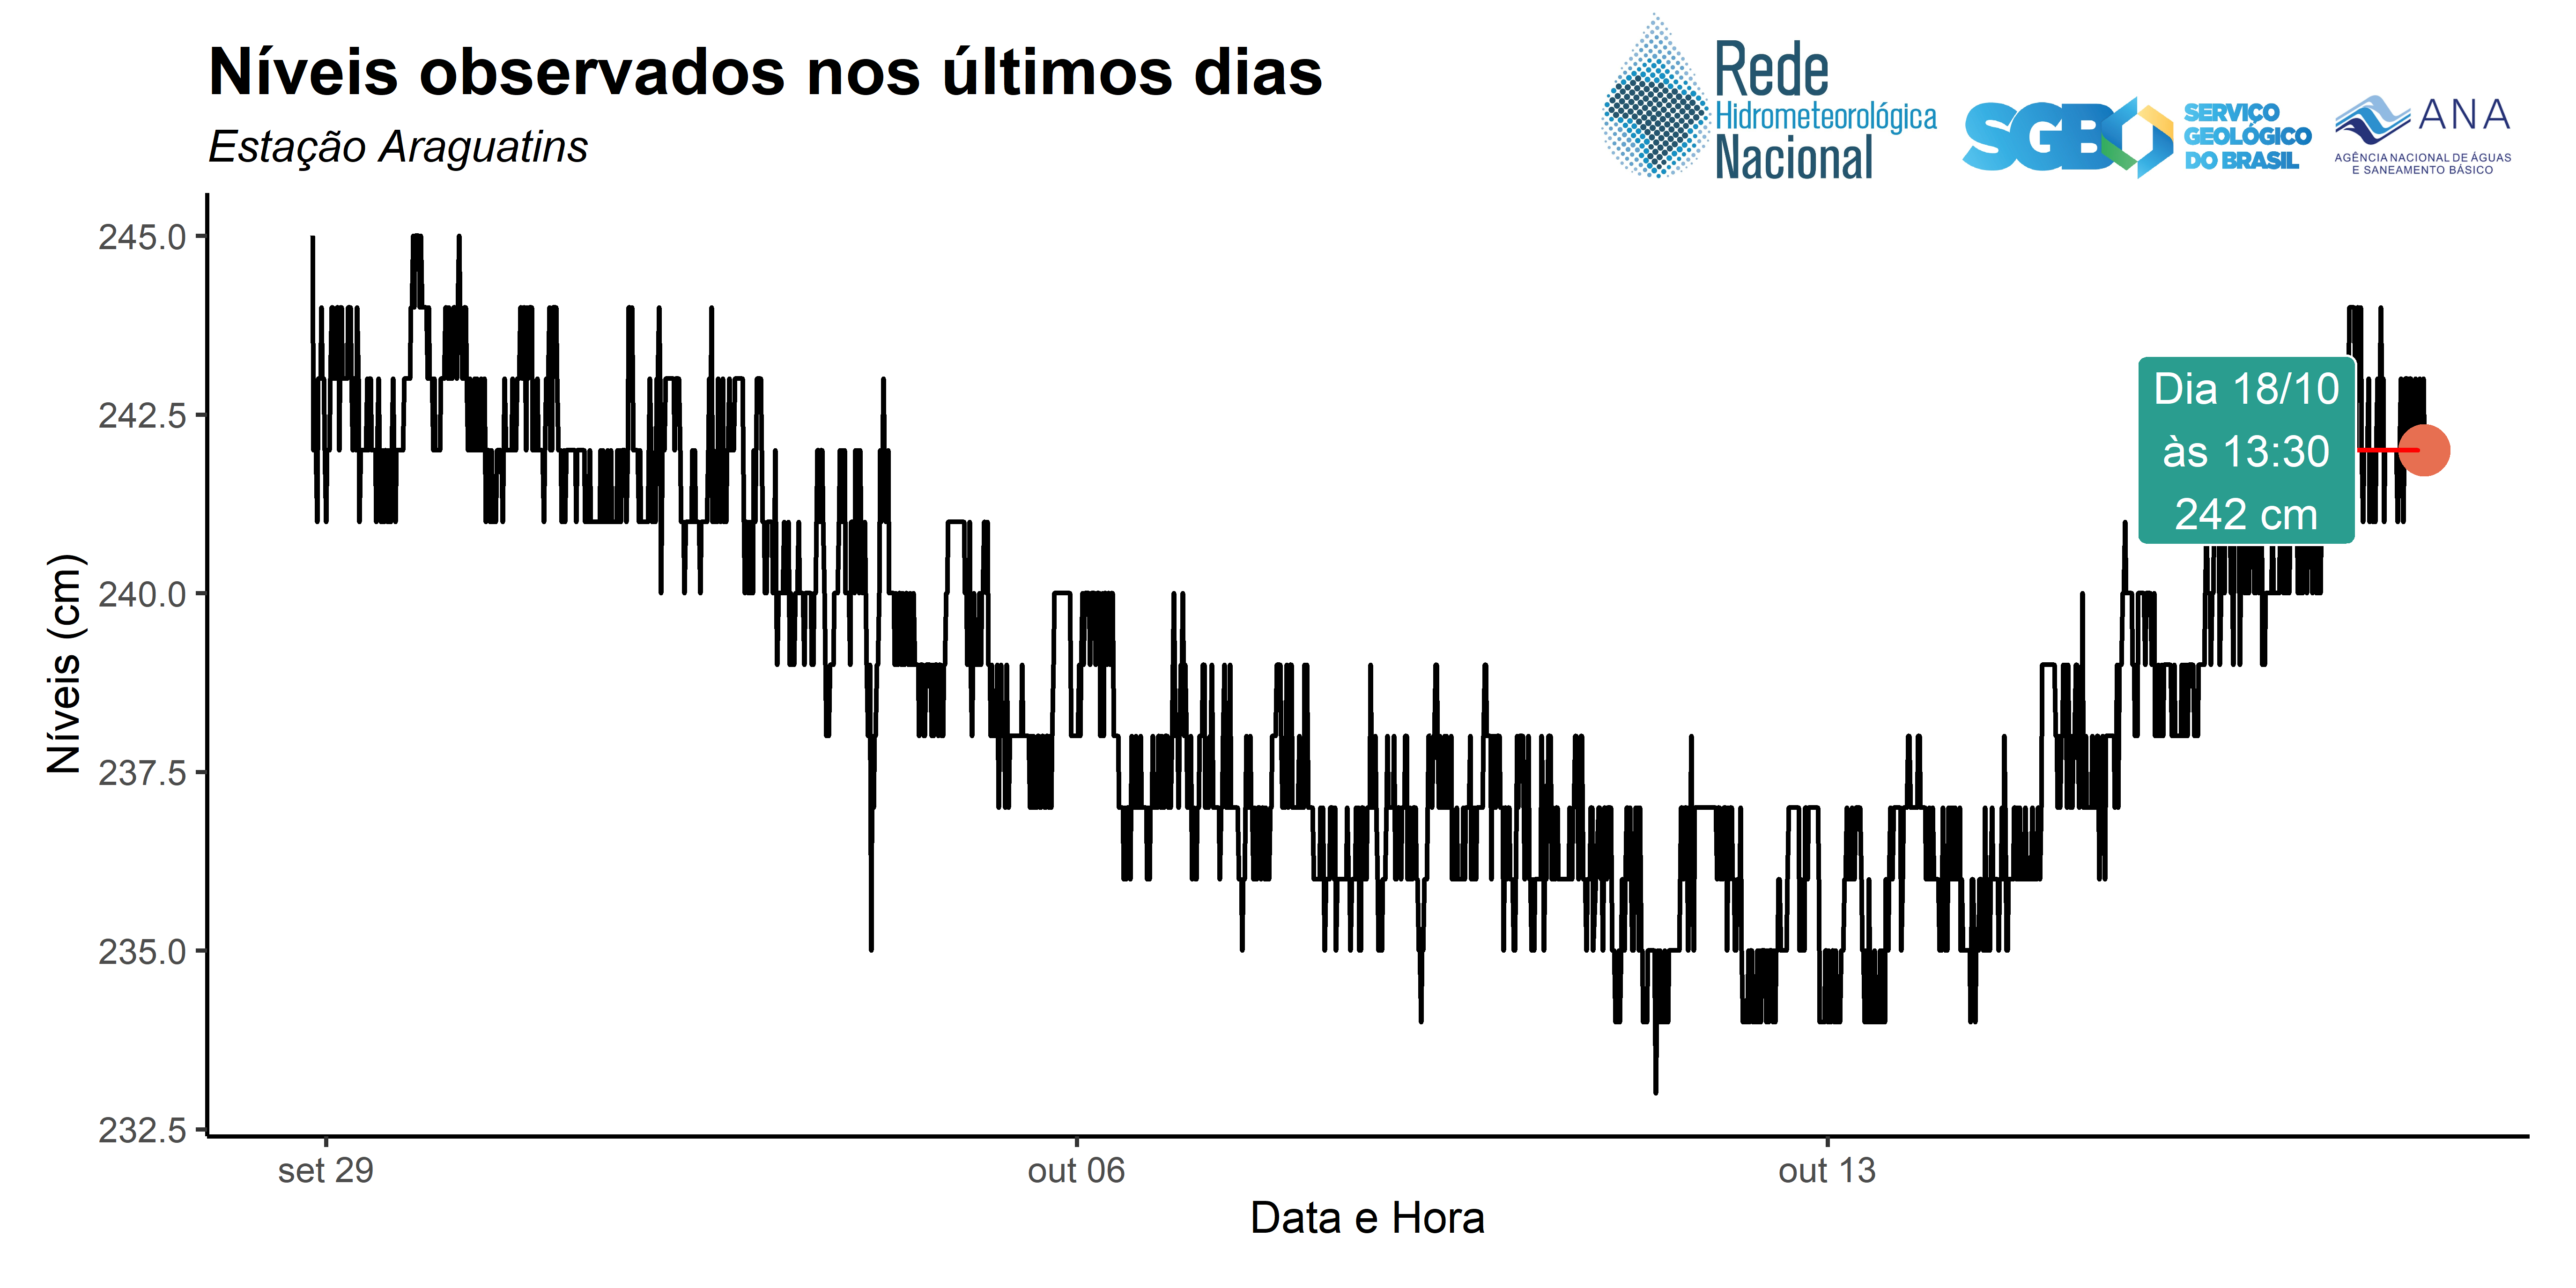 Níveis observados nos últimos dias
Estação Araguatins
Rede
Hidrometeorológica
Nacional
SGB
SERVIÇO
GEOLÓGICO
DO BRASIL
ANA
AGÊNCIA NACIONAL DE ÁGUAS
E SANEAMENTO BÁSICO
Níveis (cm)
245.0
242.5
240.0
237.5
235.0
232.5
Dia 18/10
às 13:30
242 cm
set 29
out 06
out 13
Data e Hora